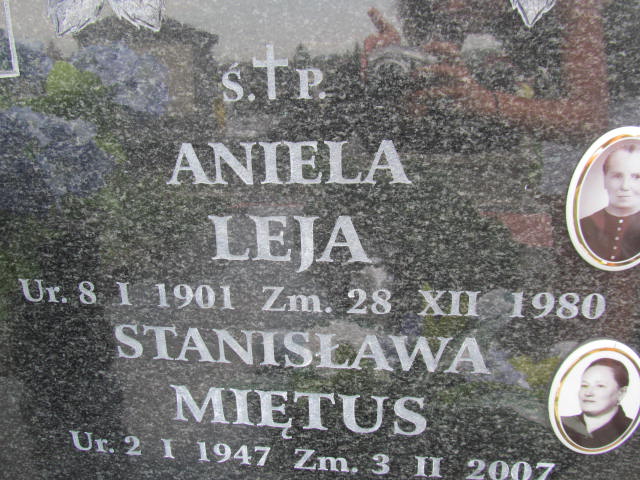 Ś.†P.
ANIELA
LEJA
Ur. 8 I 1901 Zm. 28 XII 1980
STANISŁAWA
MIĘTUS
Ur. 2 I 1947 Zm. 3 II 2007